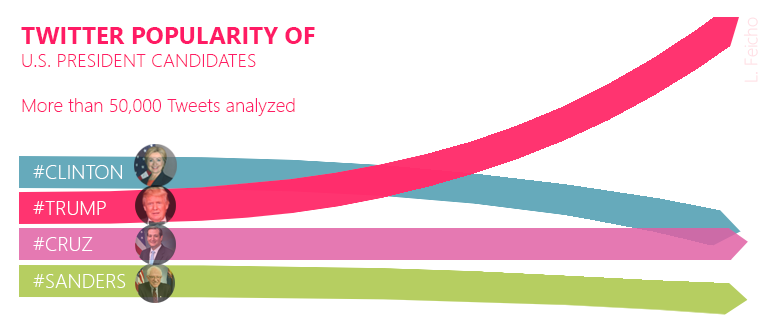 TWITTER POPULARITY OF
U.S. PRESIDENT CANDIDATES
More than 50,000 Tweets analyzed
L. Feicho
#CLINTON
#TRUMP
#CRUZ
#SANDERS